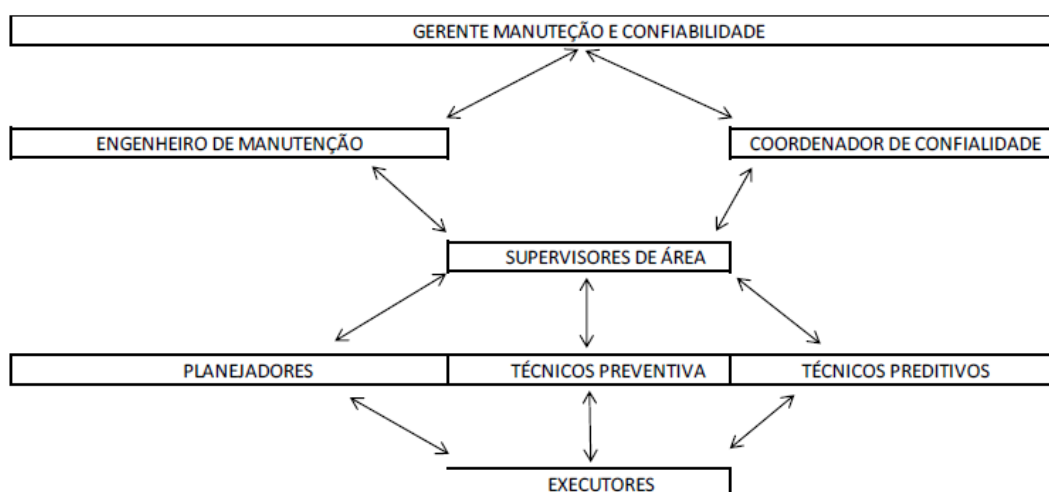 GERENTE MANUTEÇÃO E CONFIABILIDADE
ENGENHEIRO DE MANUTENÇÃO
COORDENADOR DE CONFIALIDADE
SUPERVISORES DE ÁREA
PLANEJADORES
TÉCNICOS PREVENTIVA
TÉCNICOS PREDITIVOS
EXECUTORES